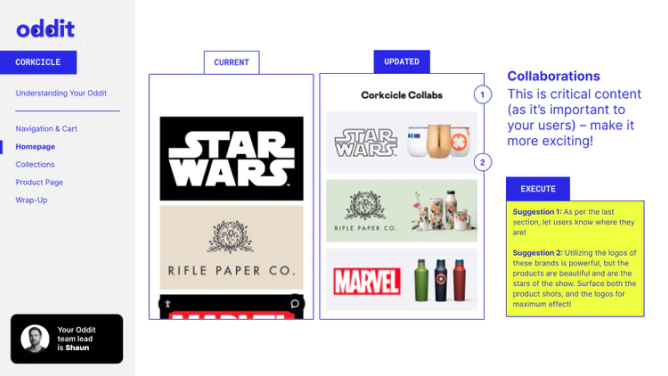 oddit
CORKCICLE
Understanding Your Oddit
Navigation & Cart
Homepage
Collections
Product Page
Wrap-Up
Your Oddit
team lead
is Shaun
CURRENT
STAR
WARS
RIFLE PAPER CO.
MARVEL
UPDATED
Corkcicle Collabs
STAR
WARS
RIFLE PAPER CO.
MARVEL
1
2
Collaborations
This is critical content
(as it's important to
your users) – make it
more exciting!
EXECUTE
Suggestion 1: As per the last
section, let users know where they
are!
Suggestion 2: Utilizing the logos of
these brands is powerful, but the
products are beautiful and are the
stars of the show. Surface both the
product shots, and the logos for
maximum effect!